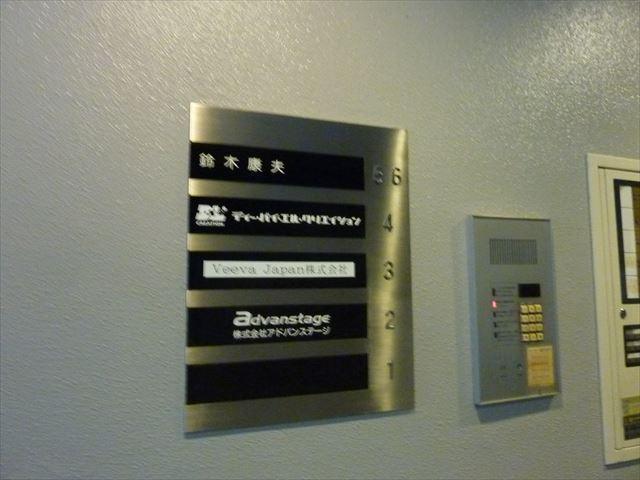 鈴木康夫
5 6
ディー・バイ・エル・クリエイション
4
Veeva Japan株式会社
3
advanstage
株式会社アドバンステージ
2
1